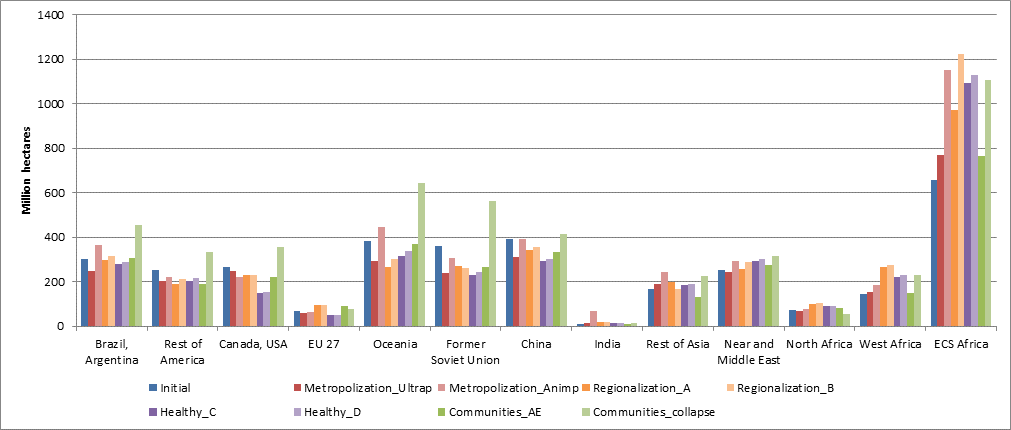 1400
1200
1000
800
600
400
200
0
Million hectares
Brazil, Argentina
Rest of America
Canada, USA
EU 27
Oceania
Former Soviet Union
China
India
Rest of Asia
Near and Middle East
North Africa
West Africa
ECS Africa
Initial
Metropolization_Ultrap
Metropolization_Animp
Regionalization_A
Regionalization_B
Healthy_C
Healthy_D
Communities_AE
Communities_collapse